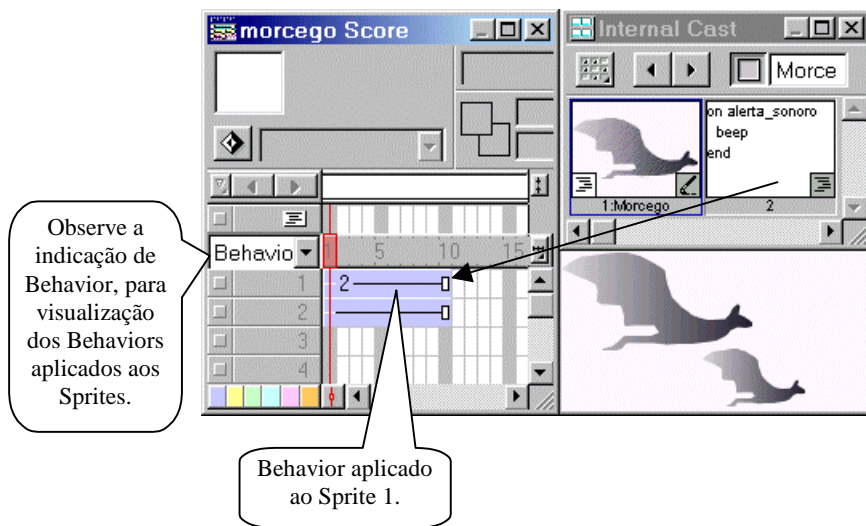 morcego Score
Internal Cast
Morce
on alerta_sonoro
beep
end
1:Morcego
2
Behavio
1
5
10
15
1
2
2
3
4
Observe a
indicação de
Behavior, para
visualização
dos Behaviors
aplicados aos
Sprites.
Behavior aplicado
ao Sprite 1.